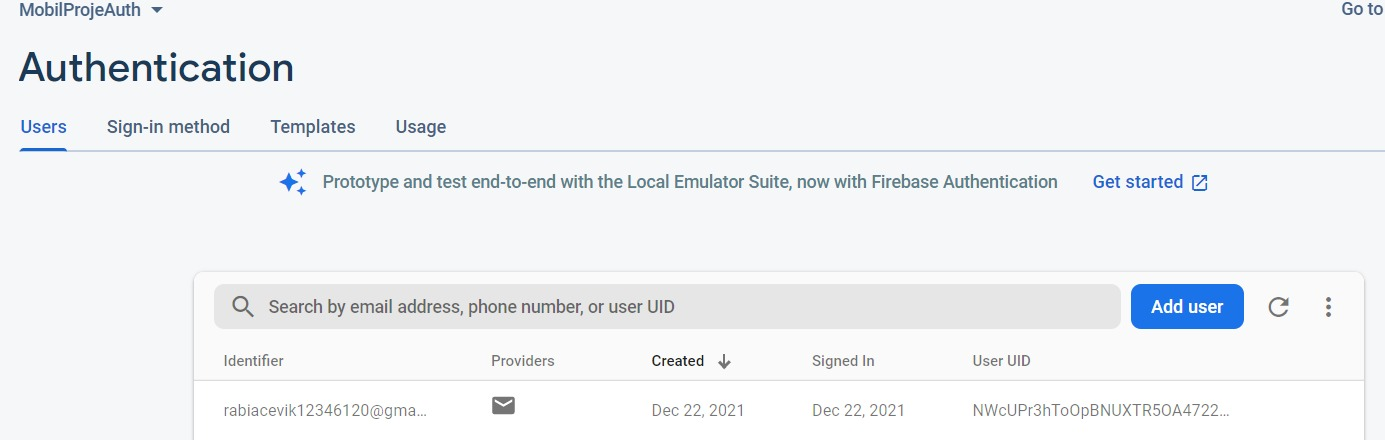 MobilProjeAuth
Go to
Authentication
Users Sign-in method Templates Usage
Prototype and test end-to-end with the Local Emulator Suite, now with Firebase Authentication Get started
Search by email address, phone number, or user UID Add user
Identifier Providers Created Signed In User UID
rabiacevik12346120@gma... Dec 22, 2021 Dec 22, 2021 NWcUPr3hToOpBNUXTR5OA4722...